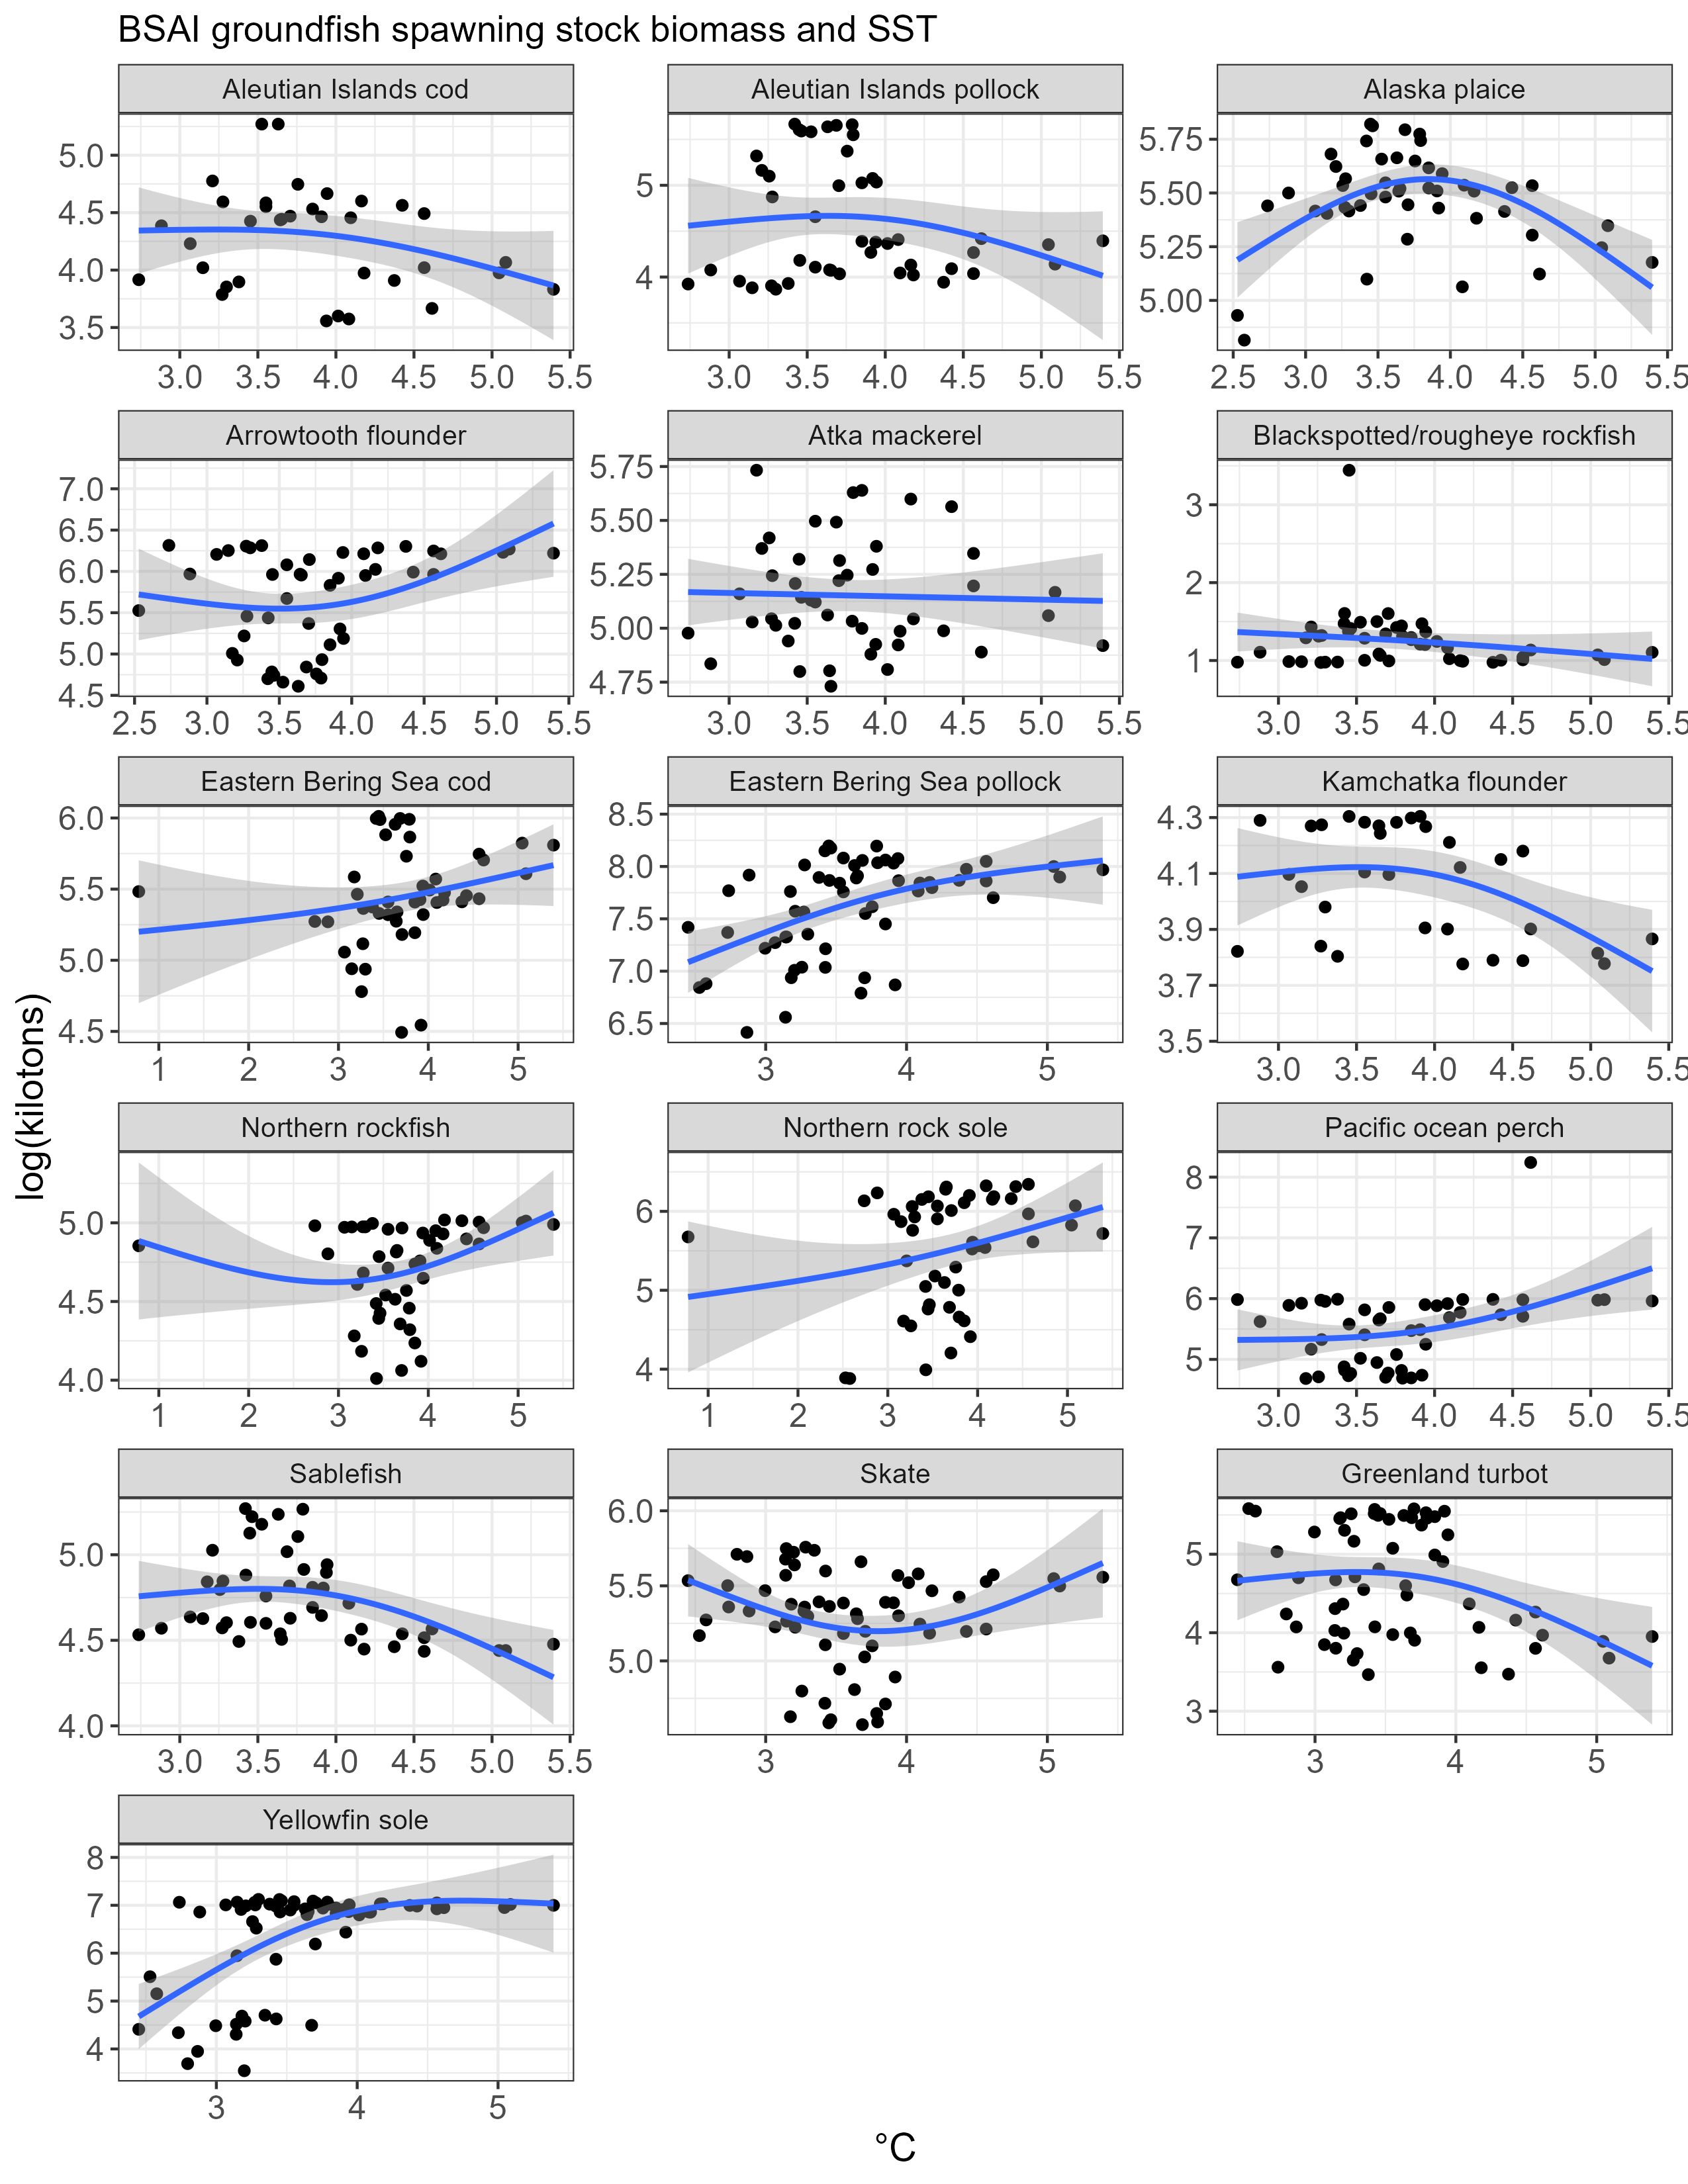 BSAI groundfish spawning stock biomass and SST
Aleutian Islands cod
Aleutian Islands pollock
Alaska plaice
5.0
4.5
4.0
3.5
3.0 3.5 4.0 4.5 5.0 5.5
5
4
3.0 3.5 4.0 4.5 5.0 5.5
5.75
5.50
5.25
5.00
2.5 3.0 3.5 4.0 4.5 5.0 5.5
Arrowtooth flounder
Atka mackerel
Blackspotted/rougheye rockfish
7.0
6.5
6.0
5.5
5.0
4.5
2.5 3.0 3.5 4.0 4.5 5.0 5.5
5.75
5.50
5.25
5.00
4.75
3.0 3.5 4.0 4.5 5.0 5.5
3
2
1
3.0 3.5 4.0 4.5 5.0 5.5
Eastern Bering Sea cod
Eastern Bering Sea pollock
Kamchatka flounder
6.0
5.5
5.0
4.5
1 2 3 4 5
8.5
8.0
7.5
7.0
6.5
3 4 5
4.3
4.1
3.9
3.7
3.5
3.0 3.5 4.0 4.5 5.0 5.5
log(kilotons)
Northern rockfish
Northern rock sole
Pacific ocean perch
5.0
4.5
4.0
1 2 3 4 5
6
5
4
1 2 3 4 5
8
7
6
5
3.0 3.5 4.0 4.5 5.0 5.5
Sablefish
Skate
Greenland turbot
5.0
4.5
4.0
3.0 3.5 4.0 4.5 5.0 5.5
6.0
5.5
5.0
3 4 5
5
4
3
3 4 5
Yellowfin sole
8
7
6
5
4
3 4 5
°C